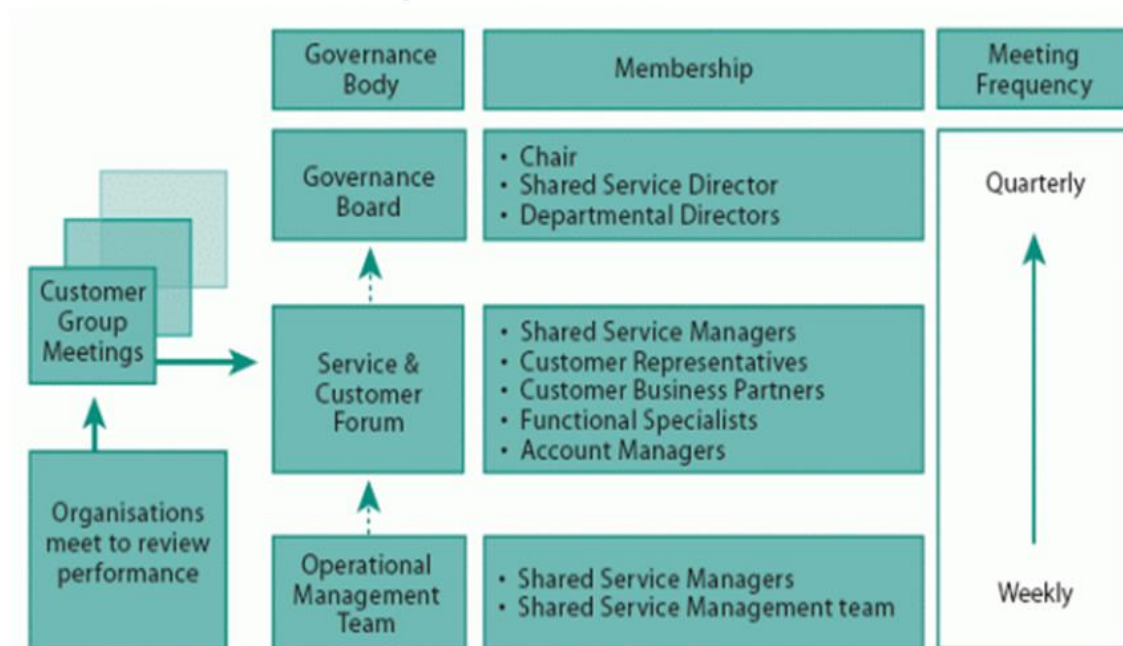 Governance
Body
Membership
Meeting
Frequency
Governance
Board
• Chair
• Shared Service Director
• Departmental Directors
Quarterly
Customer
Group
Meetings
Service &
Customer
Forum
• Shared Service Managers
• Customer Representatives
• Customer Business Partners
• Functional Specialists
• Account Managers
Organisations
meet to review
performance
Operational
Management
Team
• Shared Service Managers
• Shared Service Management team
Weekly